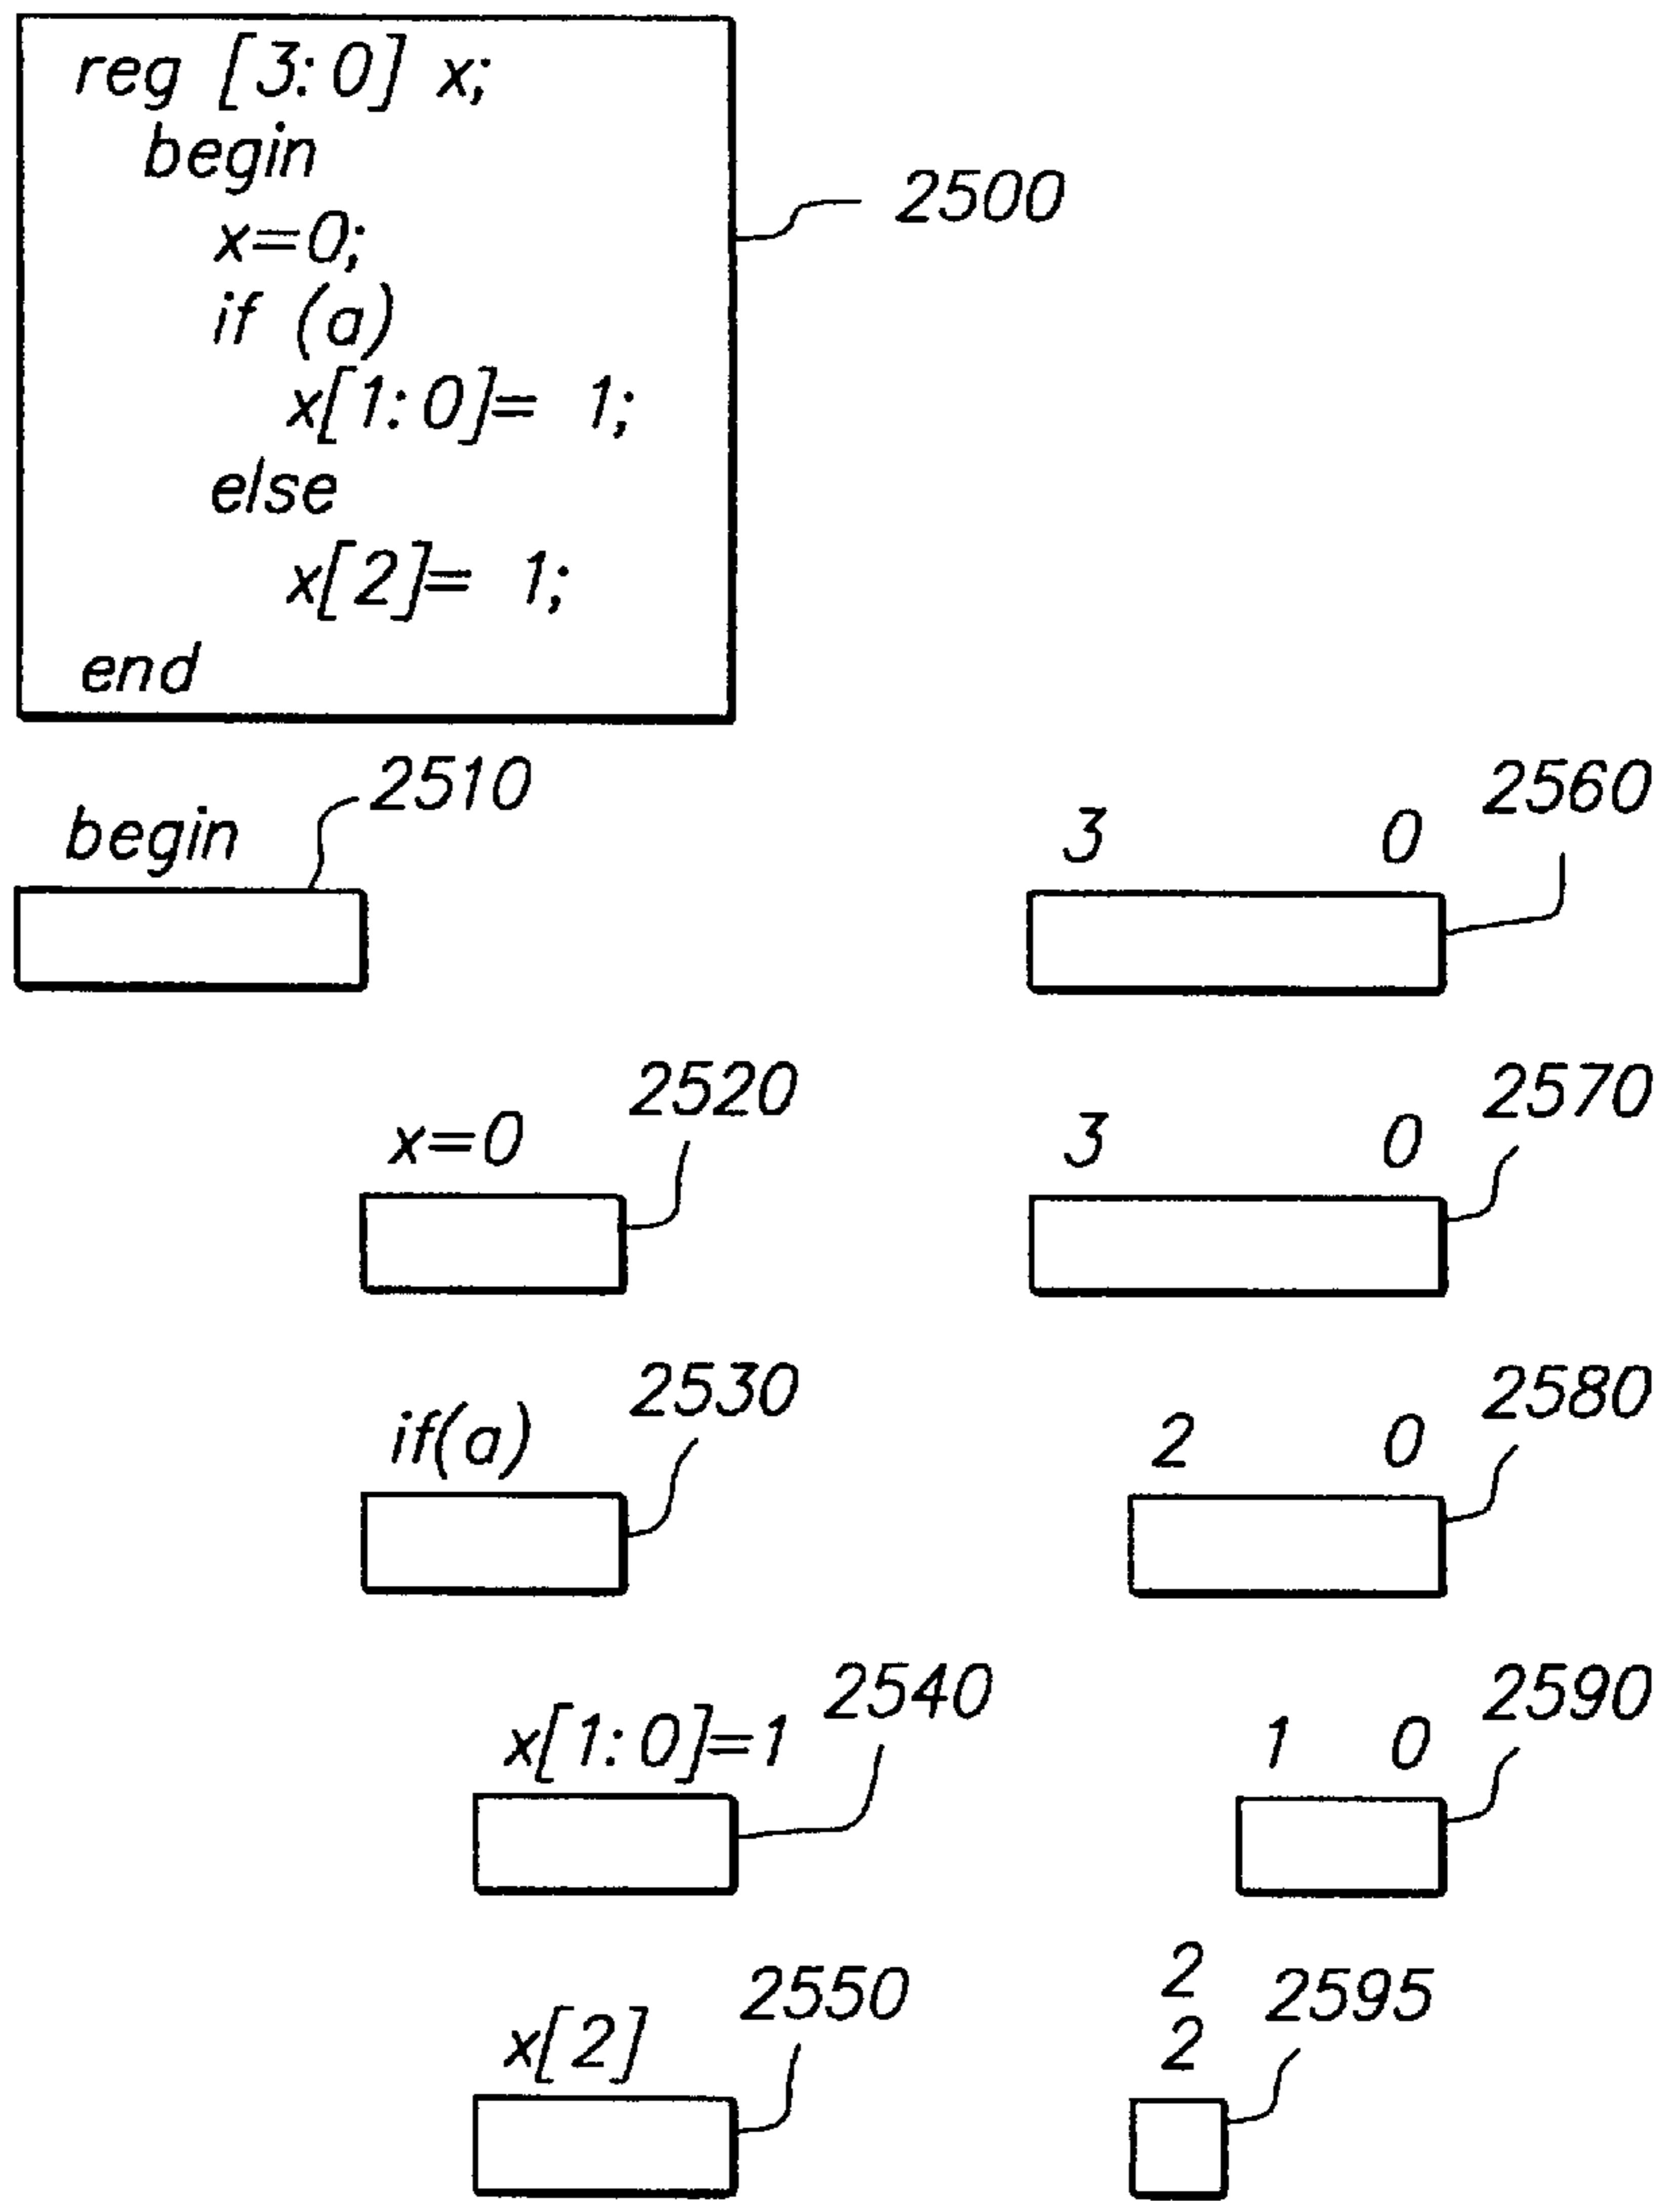 reg [3:0] x;
begin
x=0;
if (a)
x[1:0]= 1;
else
x[2]= 1;
end
2500
2510
begin
2560
3 0
2520
x=0
2570
3 0
2530
if(a)
2580
2 0
2540
x[1:0]=1
2590
1 0
2550
x[2]
2
2
2595